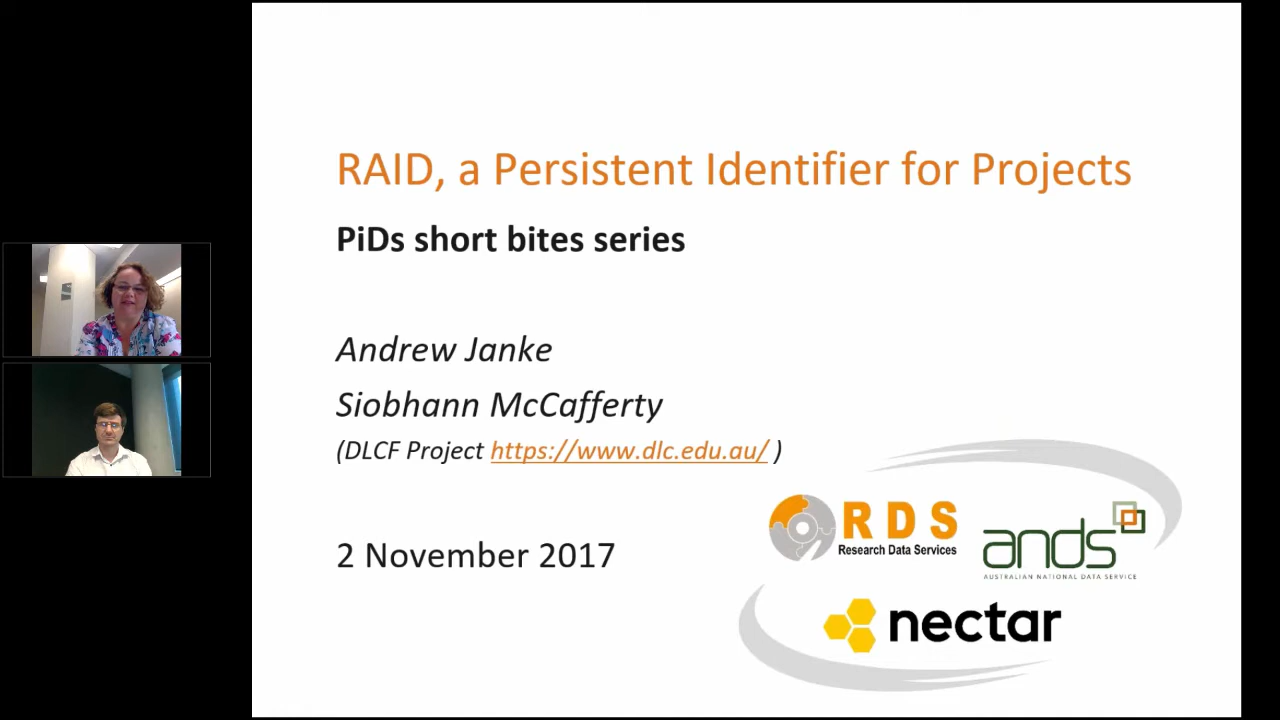 RAID, a Persistent Identifier for Projects
PiDs short bites series
Andrew Janke
Siobhann McCafferty
(DLCF Project https://www.dlc.edu.au/ )
2 November 2017
RDS
Research Data Services
ands
AUSTRALIAN NATIONAL DATA SERVICE
nectar